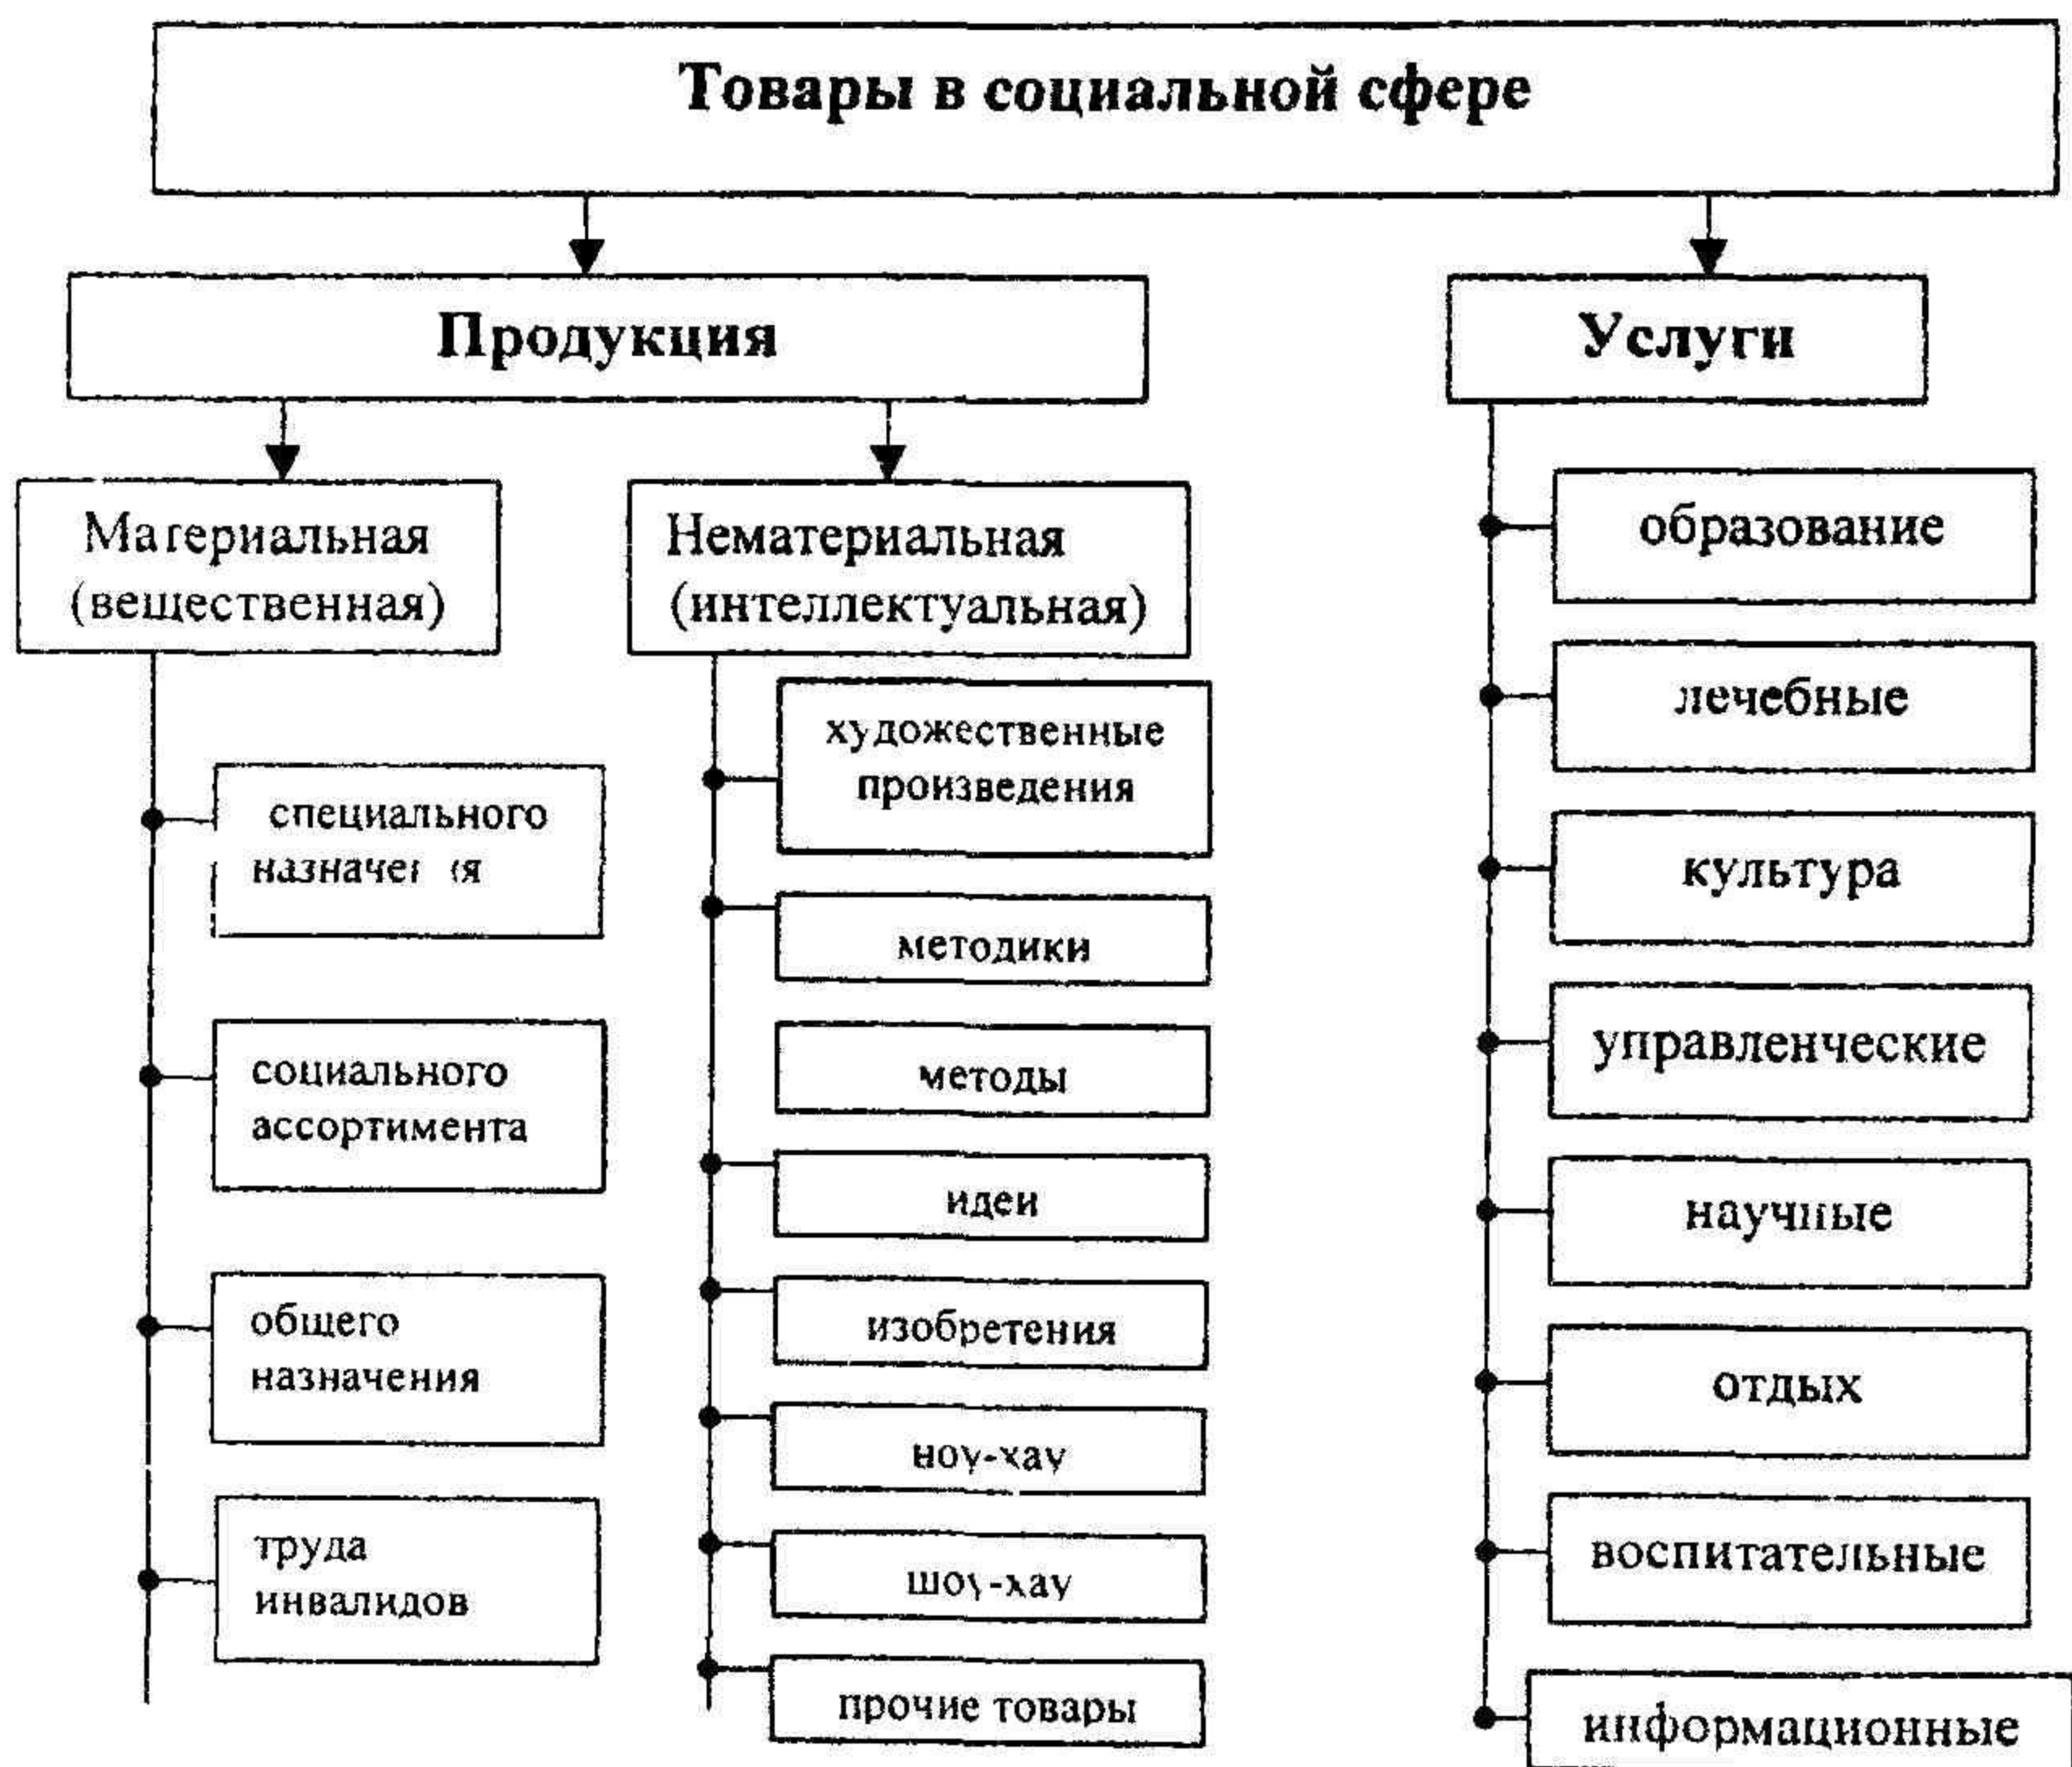 Товары в социальной сфере
Продукция
Услуги
Материальная
(вещественная)
специального
назначения
социального
ассортимента
общего
назначения
труда
инвалидов
Нематериальная
(интеллектуальная)
художественные
произведения
методики
методы
идеи
изобретения
ноу-хау
шоу-хау
прочие товары
образование
лечебные
культура
управленческие
научные
отдых
воспитательные
информационные